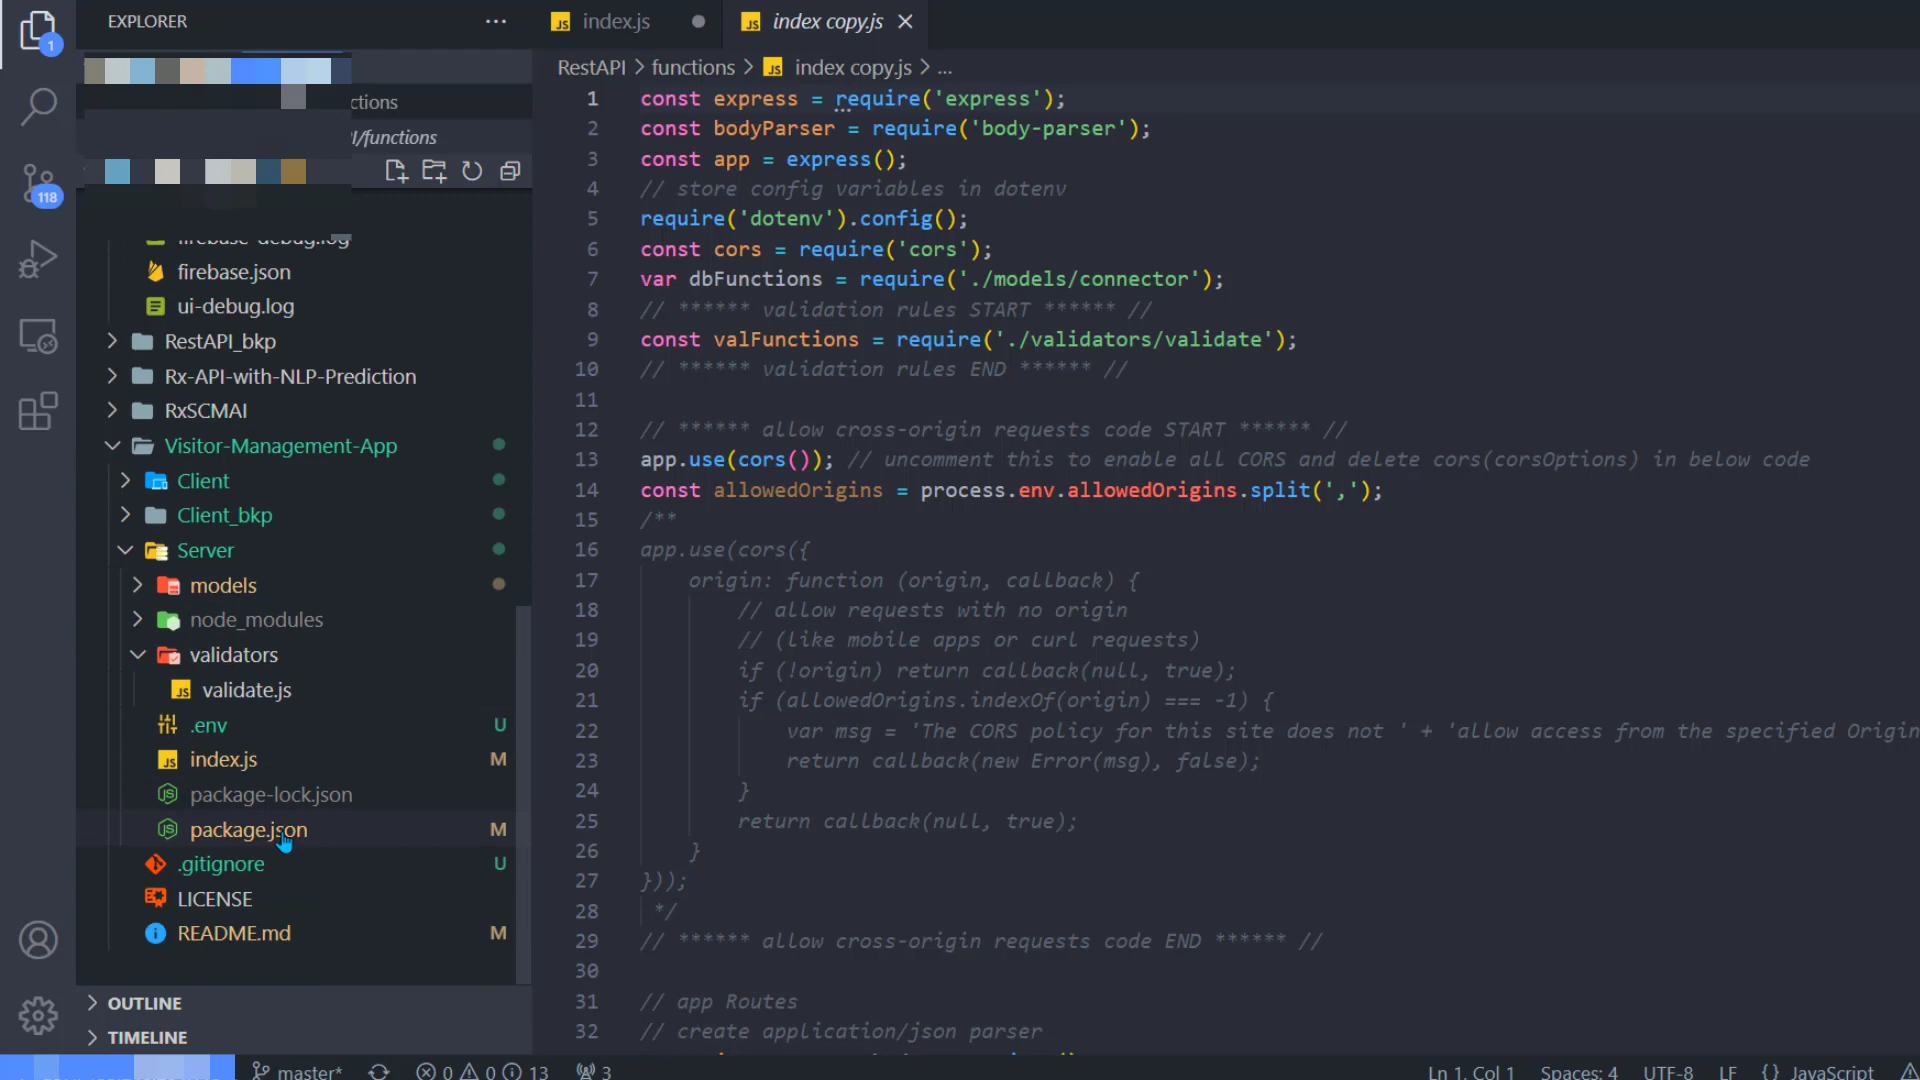 EXPLORER
ctions
I/functions
firebase-debug.log
firebase.json
ui-debug.log
RestAPI_bkp
Rx-API-with-NLP-Prediction
RxSCMAI
Visitor-Management-App
Client
Client_bkp
Server
models
node_modules
validators
validate.js
.env U
index.js M
package-lock.json
package.json M
.gitignore U
LICENSE
README.md M
OUTLINE
TIMELINE
1
118
index.js
index copy.js
RestAPI > functions > index copy.js > ...
1 const express = require('express');
2 const bodyParser = require('body-parser');
3 const app = express();
4 // store config variables in dotenv
5 require('dotenv').config();
6 const cors = require('cors');
7 var dbFunctions = require('./models/connector');
8 // ****** validation rules START ****** //
9 const valFunctions = require('./validators/validate');
10 // ****** validation rules END ****** //
11
12 // ****** allow cross-origin requests code START ****** //
13 app.use(cors()); // uncomment this to enable all CORS and delete cors(corsOptions) in below code
14 const allowedOrigins = process.env.allowedOrigins.split(',');
15 /**
16 app.use(cors({
17 origin: function (origin, callback) {
18 // allow requests with no origin
19 // (like mobile apps or curl requests)
20 if (!origin) return callback(null, true);
21 if (allowedOrigins.indexOf(origin) === -1) {
22 var msg = 'The CORS policy for this site does not ' + 'allow access from the specified Origin
23 return callback(new Error(msg), false);
24 }
25 return callback(null, true);
26 }
27 }));
28 */
29 // ****** allow cross-origin requests code END ****** //
30
31 // app Routes
32 // create application/json parser
master* 0 0 13 3
Ln 1, Col 1 Spaces: 4 UTF-8 LF {} JavaScript